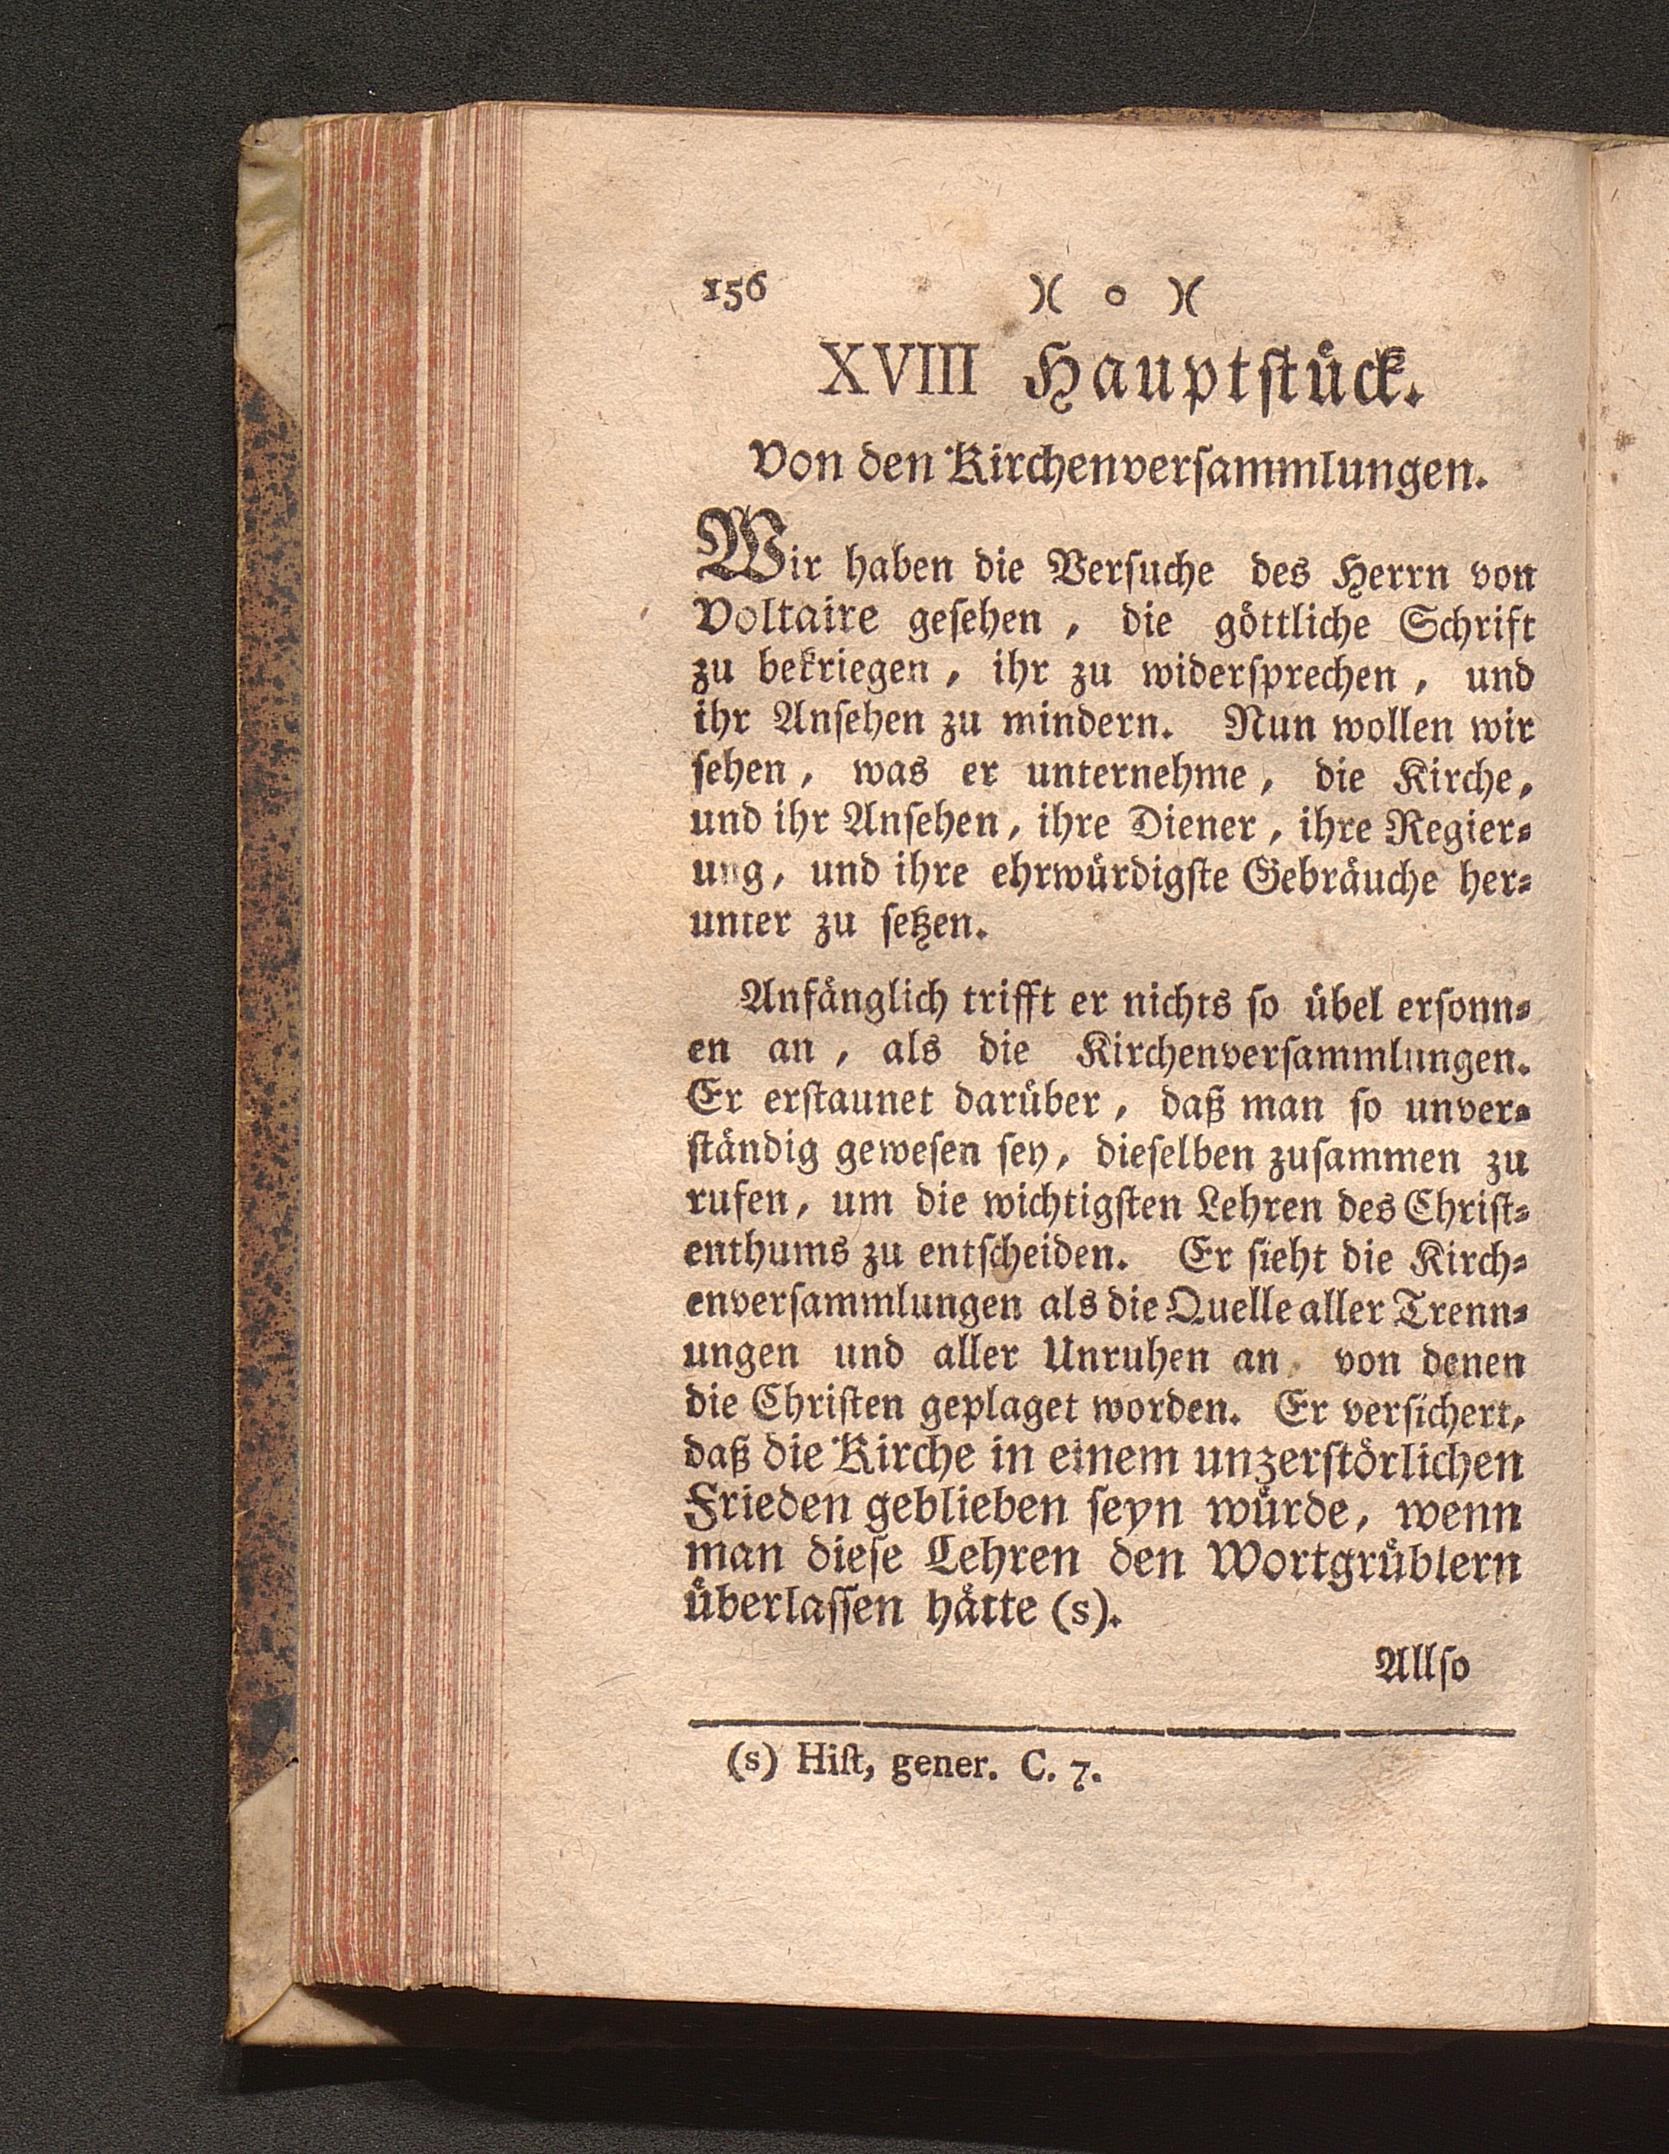 156 )( o )(
XVIII Hauptstück.
Von den Kirchenversammlungen.
Wir haben die Versuche des Herrn von
Voltaire gesehen, die göttliche Schrift
zu bekriegen, ihr zu widersprechen, und
ihr Ansehen zu mindern. Nun wollen wir
sehen, was er unternehme, die Kirche,
und ihr Ansehen, ihre Diener, ihre Regier-
ung, und ihre ehrwürdigste Gebräuche her-
unter zu setzen.
Anfänglich trifft er nichts so übel ersonn-
en an, als die Kirchenversammlungen.
Er erstaunet darüber, daß man so unver-
ständig gewesen sey, dieselben zusammen zu
rufen, um die wichtigsten Lehren des Christ-
enthums zu entscheiden. Er sieht die Kirch-
enversammlungen als die Quelle aller Trenn-
ungen und aller Unruhen an, von denen
die Christen geplaget worden. Er versichert,
daß die Kirche in einem unzerstörlichen
Frieden geblieben seyn würde, wenn
man diese Lehren den Wortgrüblern
überlassen hätte (s).
Allso
(s) Hist, gener. C. 7.